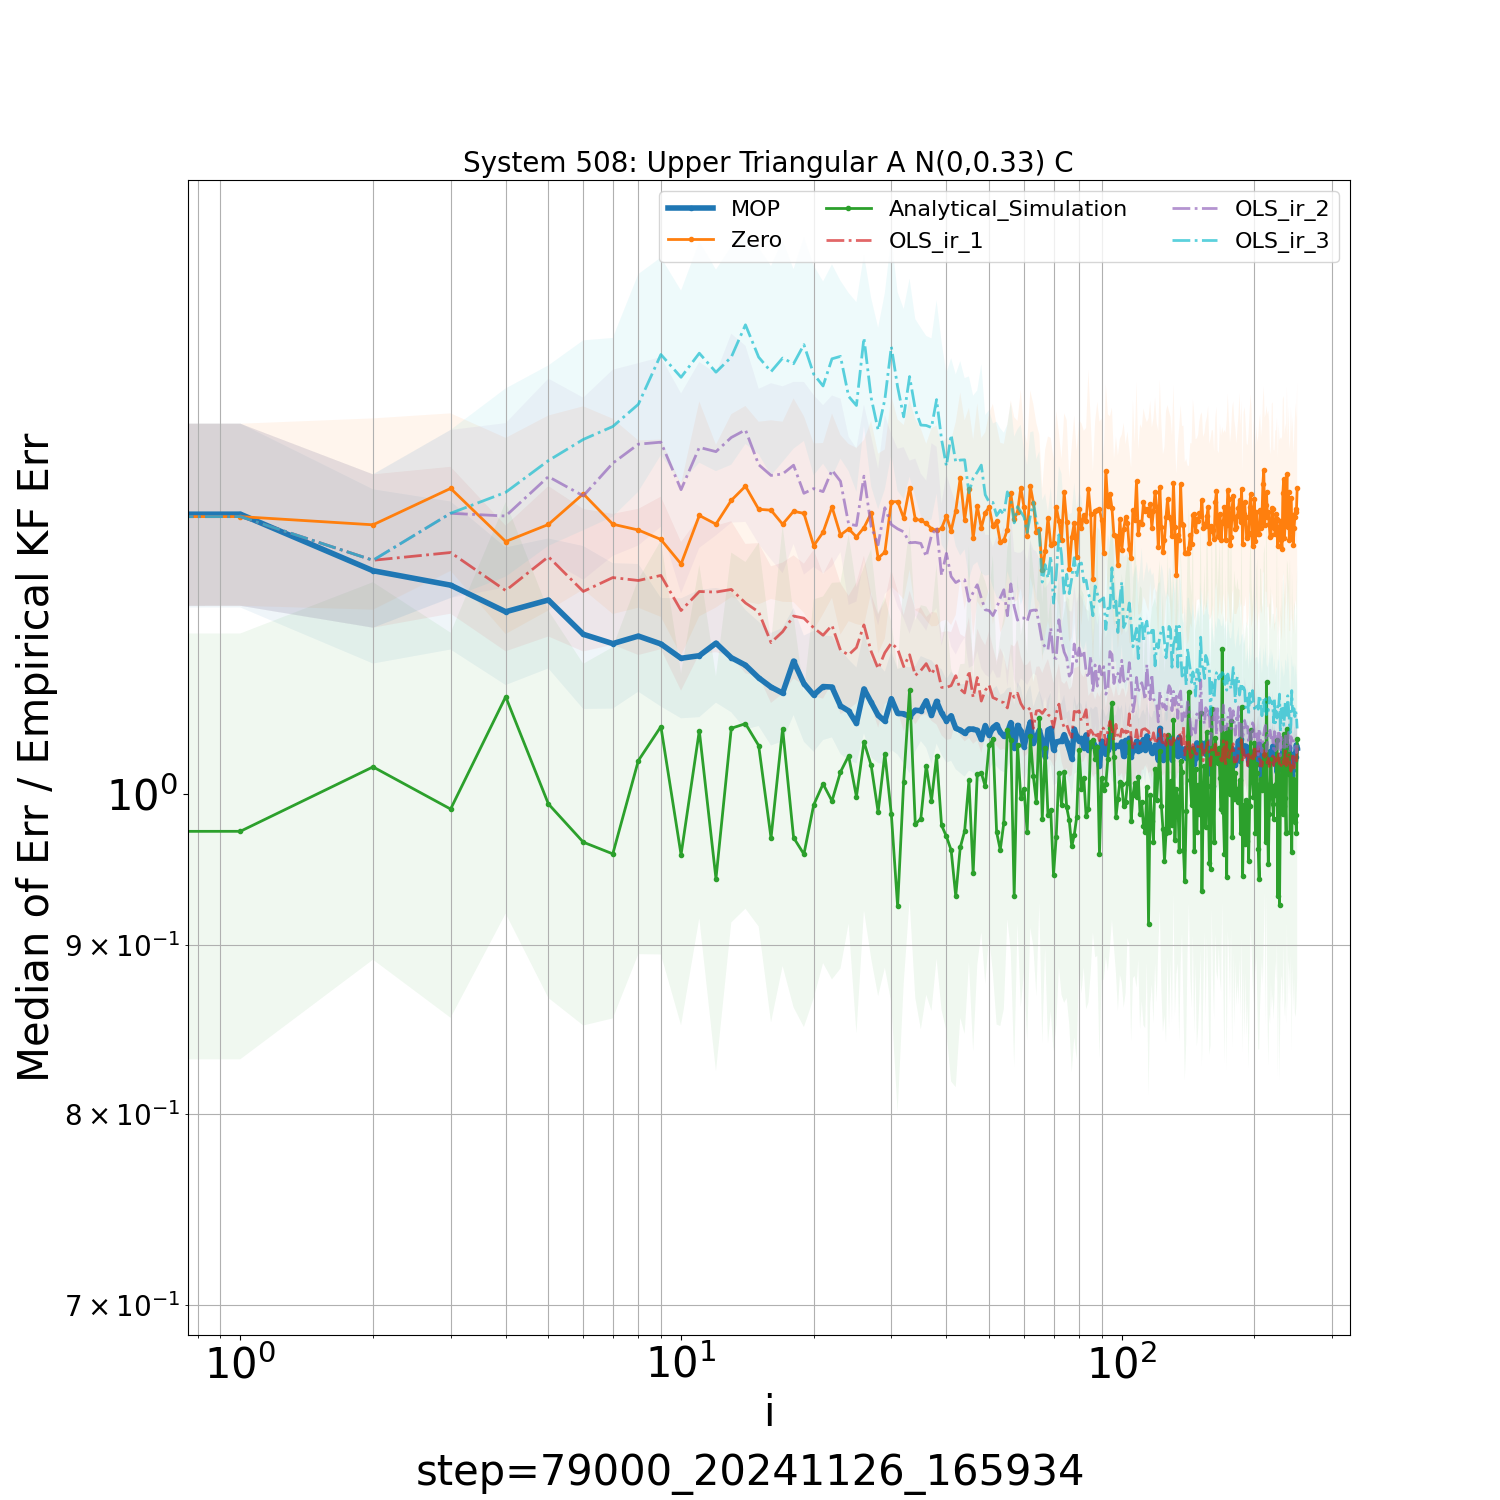 System 508: Upper Triangular A N(0,0.33) C
MOP
Zero
Analytical_Simulation
OLS_ir_1
OLS_ir_2
OLS_ir_3
Median of Err / Empirical KF Err
10⁰
9 × 10⁻¹
8 × 10⁻¹
7 × 10⁻¹
10⁰ 10¹ 10²
i
step=79000_20241126_165934